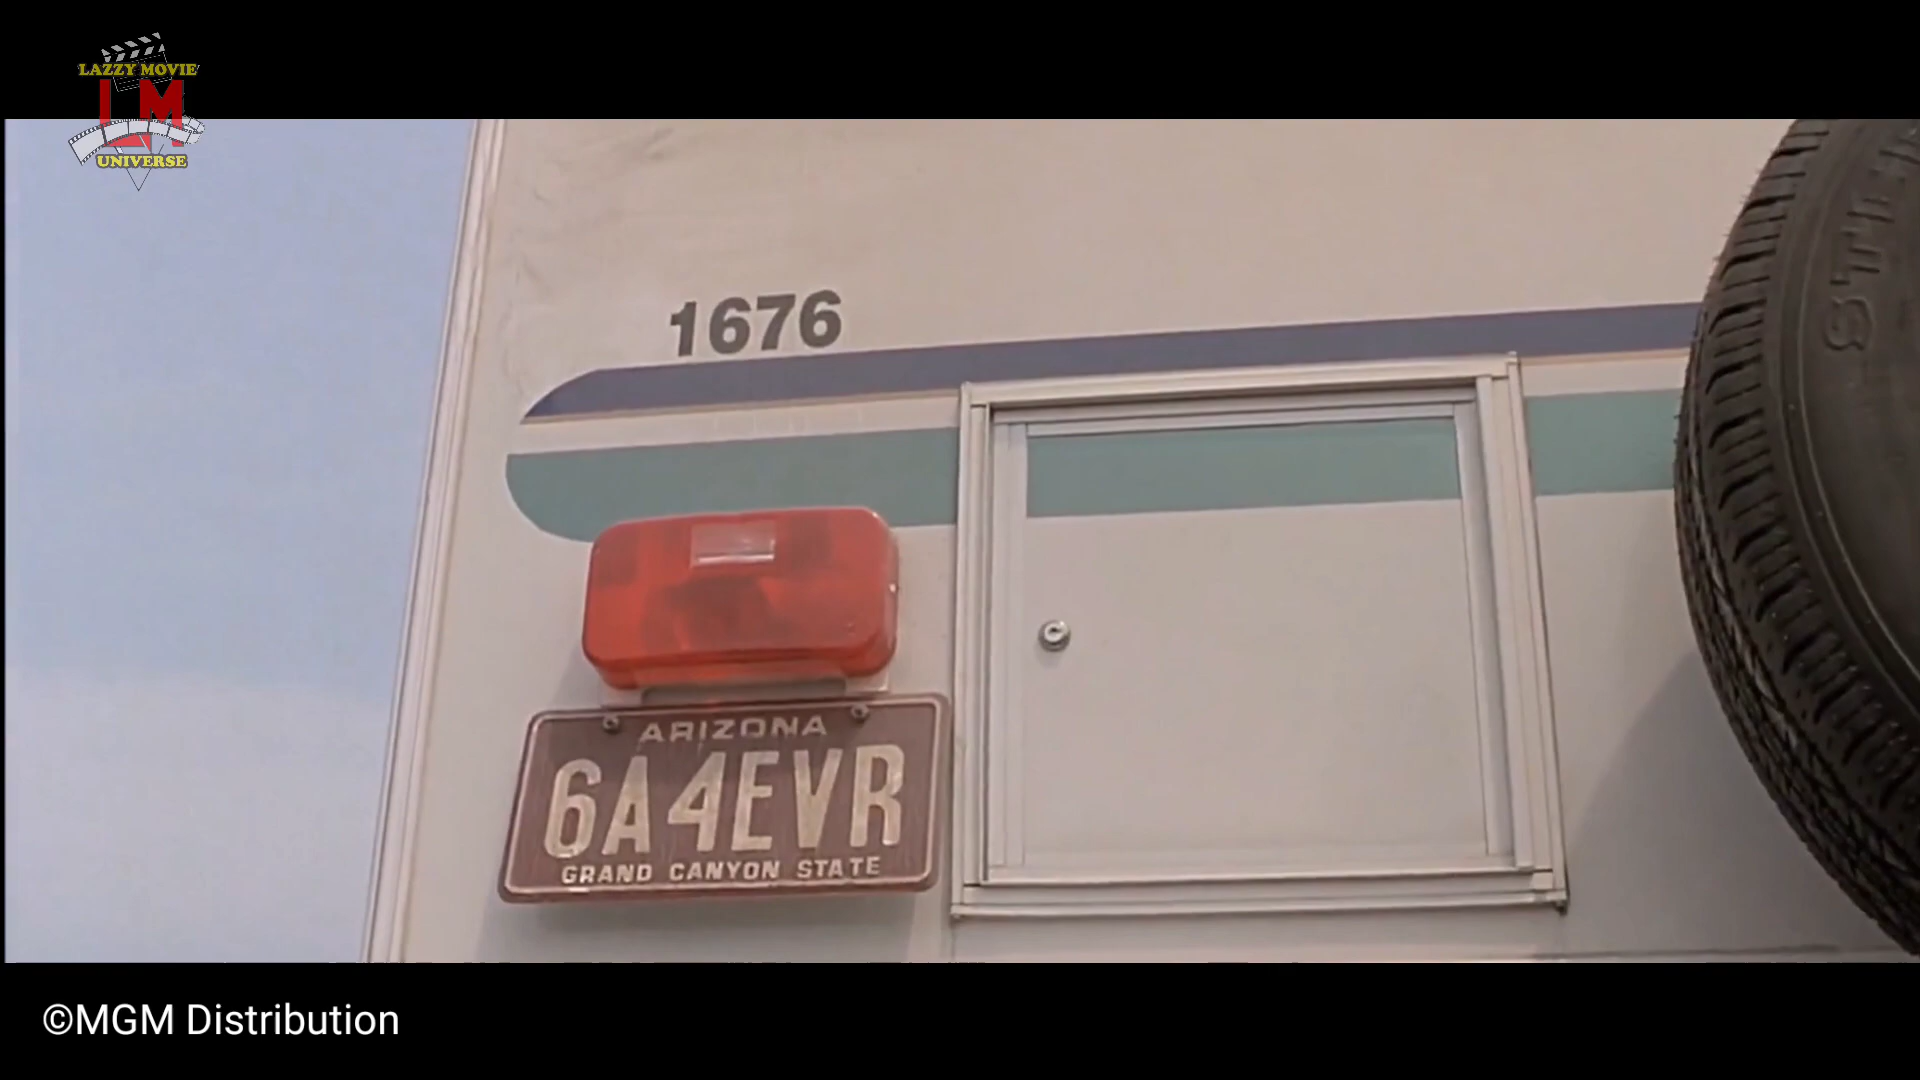 LAZZY MOVIE
LM
UNIVERSE
1676
ARIZONA
6A4EVR
GRAND CANYON STATE
©MGM Distribution